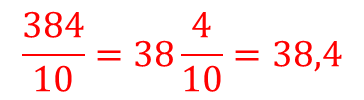 384/10 = 38 4/10 = 38,4